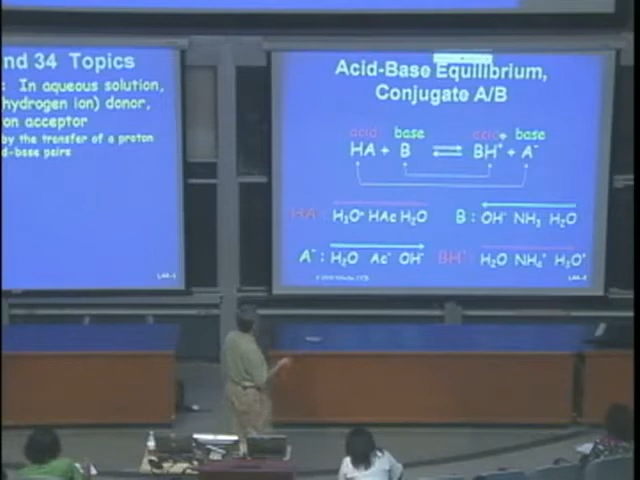 nd 34 Topics
: In aqueous solution,
hydrogen ion) donor,
on acceptor
by the transfer of a proton
d-base pairs
Acid-Base Equilibrium,
Conjugate A/B
acid base acid base
HA + B ⇌ BH⁺ + A⁻
HA: H₃O⁺ HAc H₂O B: OH⁻ NH₃ H₂O
A⁻: H₂O Ac⁻ OH⁻ BH⁺: H₂O NH₄⁺ H₃O⁺